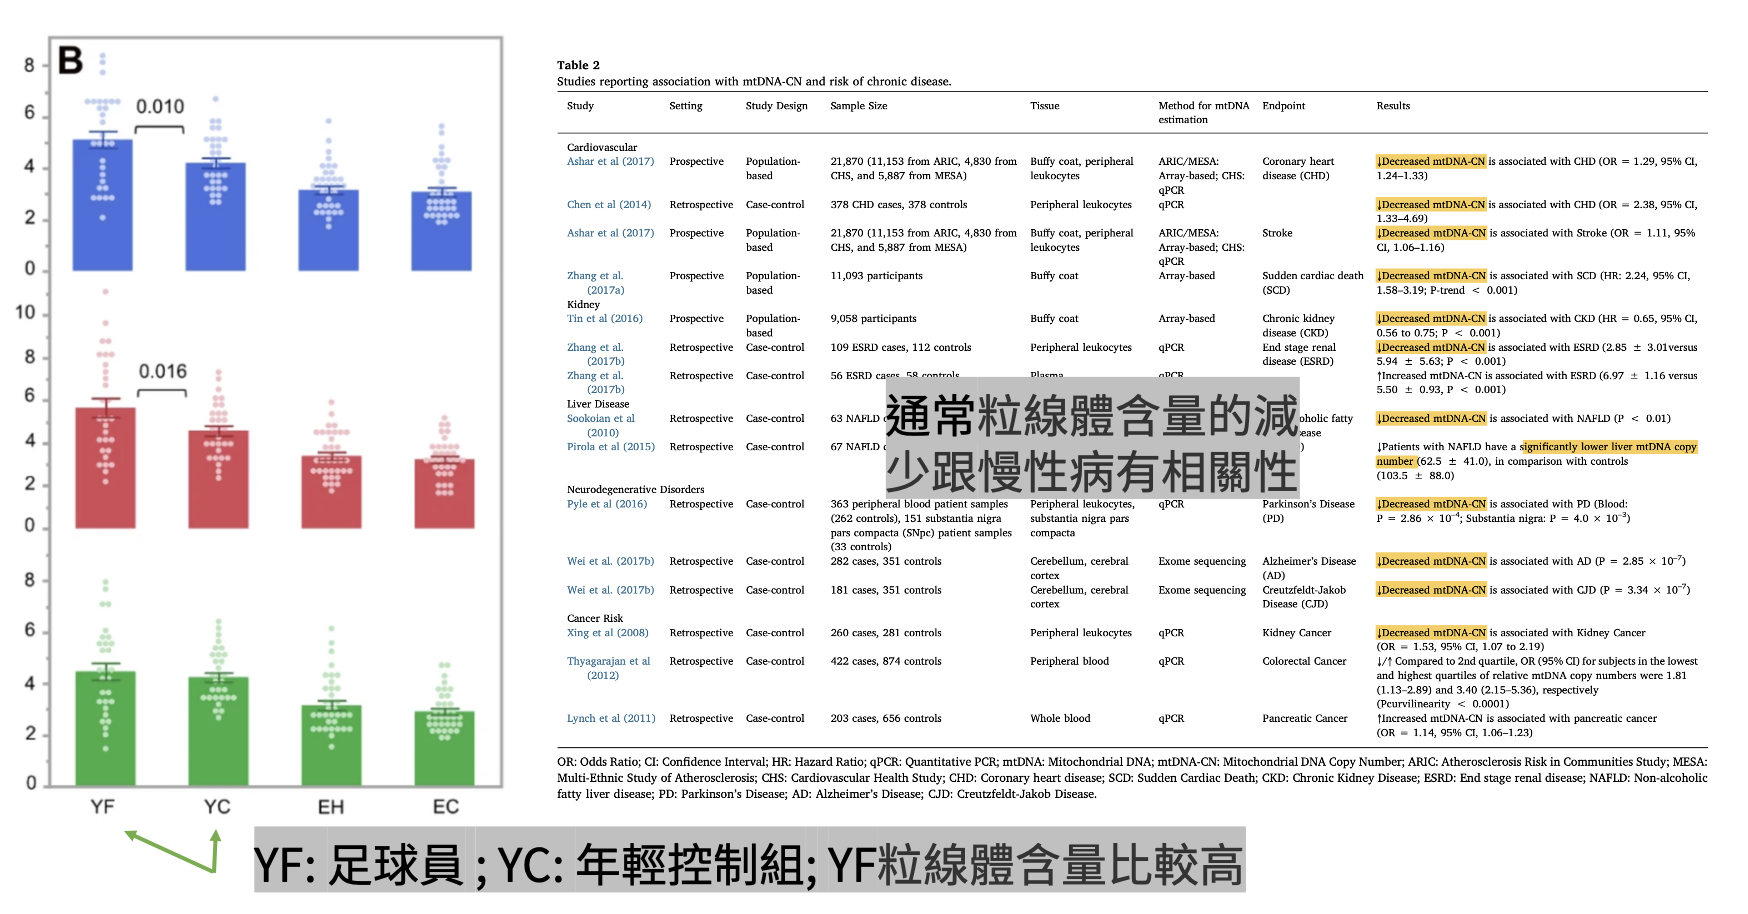 B
8
6
4
2
0
0.010
10
8
6
4
2
0
0.016
8
6
4
2
0
YF YC EH EC
Table 2
Studies reporting association with mtDNA-CN and risk of chronic disease.
Study Setting Study Design Sample Size Tissue Method for mtDNA Endpoint Results
estimation
Cardiovascular
Ashar et al (2017) Prospective Population- 21,870 (11,153 from ARIC, 4,830 from Buffy coat, peripheral ARIC/MESA: Coronary heart ↓Decreased mtDNA-CN is associated with CHD (OR = 1.29, 95% CI,
based CHS, and 5,887 from MESA) leukocytes Array-based; CHS: disease (CHD) 1.24–1.33)
qPCR
Chen et al (2014) Retrospective Case-control 378 CHD cases, 378 controls Peripheral leukocytes qPCR ↓Decreased mtDNA-CN is associated with CHD (OR = 2.38, 95% CI,
1.33–4.69)
Ashar et al (2017) Prospective Population- 21,870 (11,153 from ARIC, 4,830 from Buffy coat, peripheral ARIC/MESA: Stroke ↓Decreased mtDNA-CN is associated with Stroke (OR = 1.11, 95%
based CHS, and 5,887 from MESA) leukocytes Array-based; CHS: CI, 1.06–1.16)
qPCR
Zhang et al. Prospective Population- 11,093 participants Buffy coat Array-based Sudden cardiac death ↓Decreased mtDNA-CN is associated with SCD (HR: 2.24, 95% CI,
(2017a) based (SCD) 1.58–3.19; P-trend < 0.001)
Kidney
Tin et al (2016) Prospective Population- 9,058 participants Buffy coat Array-based Chronic kidney ↓Decreased mtDNA-CN is associated with CKD (HR = 0.65, 95% CI,
based disease (CKD) 0.56 to 0.75; P < 0.001)
Zhang et al. Retrospective Case-control 109 ESRD cases, 112 controls Peripheral leukocytes qPCR End stage renal ↓Decreased mtDNA-CN is associated with ESRD (2.85 ± 3.01versus
(2017b) disease (ESRD) 5.94 ± 5.63; P < 0.001)
Zhang et al. Retrospective Case-control 56 ESRD cases, 58 controls Plasma qPCR ↑Increased mtDNA-CN is associated with ESRD (6.97 ± 1.16 versus
(2017b) 5.50 ± 0.93, P < 0.001)
Liver Disease
Sookoian et al Retrospective Case-control 63 NAFLD oholic fatty ↓Decreased mtDNA-CN is associated with NAFLD (P < 0.01)
(2010) sease
Pirola et al (2015) Retrospective Case-control 67 NAFLD ) ↓Patients with NAFLD have a significantly lower liver mtDNA copy
number (62.5 ± 41.0), in comparison with controls
(103.5 ± 88.0)
通常粒線體含量的減
少跟慢性病有相關性
Neurodegenerative Disorders
Pyle et al (2016) Retrospective Case-control 363 peripheral blood patient samples Peripheral leukocytes, qPCR Parkinson's Disease ↓Decreased mtDNA-CN is associated with PD (Blood:
(262 controls), 151 substantia nigra substantia nigra pars (PD) P = 2.86 × 10⁻⁴; Substantia nigra: P = 4.0 × 10⁻³)
pars compacta (SNpc) patient samples compacta
(33 controls)
Wei et al. (2017b) Retrospective Case-control 282 cases, 351 controls Cerebellum, cerebral Exome sequencing Alzheimer's Disease ↓Decreased mtDNA-CN is associated with AD (P = 2.85 × 10⁻⁷)
cortex (AD)
Wei et al. (2017b) Retrospective Case-control 181 cases, 351 controls Cerebellum, cerebral Exome sequencing Creutzfeldt-Jakob ↓Decreased mtDNA-CN is associated with CJD (P = 3.34 × 10⁻⁷)
cortex Disease (CJD)
Cancer Risk
Xing et al (2008) Retrospective Case-control 260 cases, 281 controls Peripheral leukocytes qPCR Kidney Cancer ↓Decreased mtDNA-CN is associated with Kidney Cancer
(OR = 1.53, 95% CI, 1.07 to 2.19)
Thyagarajan et al Retrospective Case-control 422 cases, 874 controls Peripheral blood qPCR Colorectal Cancer ↓/↑ Compared to 2nd quartile, OR (95% CI) for subjects in the lowest
(2012) and highest quartiles of relative mtDNA copy numbers were 1.81
(1.13–2.89) and 3.40 (2.15–5.36), respectively
(Pcurvilinearity < 0.0001)
Lynch et al (2011) Retrospective Case-control 203 cases, 656 controls Whole blood qPCR Pancreatic Cancer ↑Increased mtDNA-CN is associated with pancreatic cancer
(OR = 1.14, 95% CI, 1.06–1.23)
OR: Odds Ratio; CI: Confidence Interval; HR: Hazard Ratio; qPCR: Quantitative PCR; mtDNA: Mitochondrial DNA; mtDNA-CN: Mitochondrial DNA Copy Number; ARIC: Atherosclerosis Risk in Communities Study; MESA:
Multi-Ethnic Study of Atherosclerosis; CHS: Cardiovascular Health Study; CHD: Coronary heart disease; SCD: Sudden Cardiac Death; CKD: Chronic Kidney Disease; ESRD: End stage renal disease; NAFLD: Non-alcoholic
fatty liver disease; PD: Parkinson's Disease; AD: Alzheimer's Disease; CJD: Creutzfeldt-Jakob Disease.
YF: 足球員 ; YC: 年輕控制組; YF粒線體含量比較高